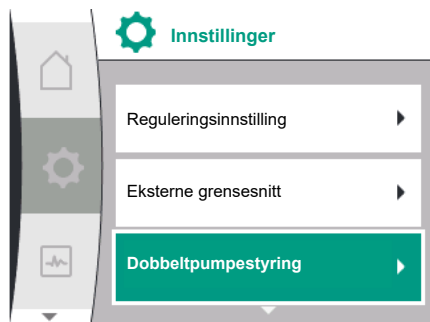 Innstillinger
Reguleringsinnstilling
Eksterne grensesnitt
Dobbeltpumpestyring